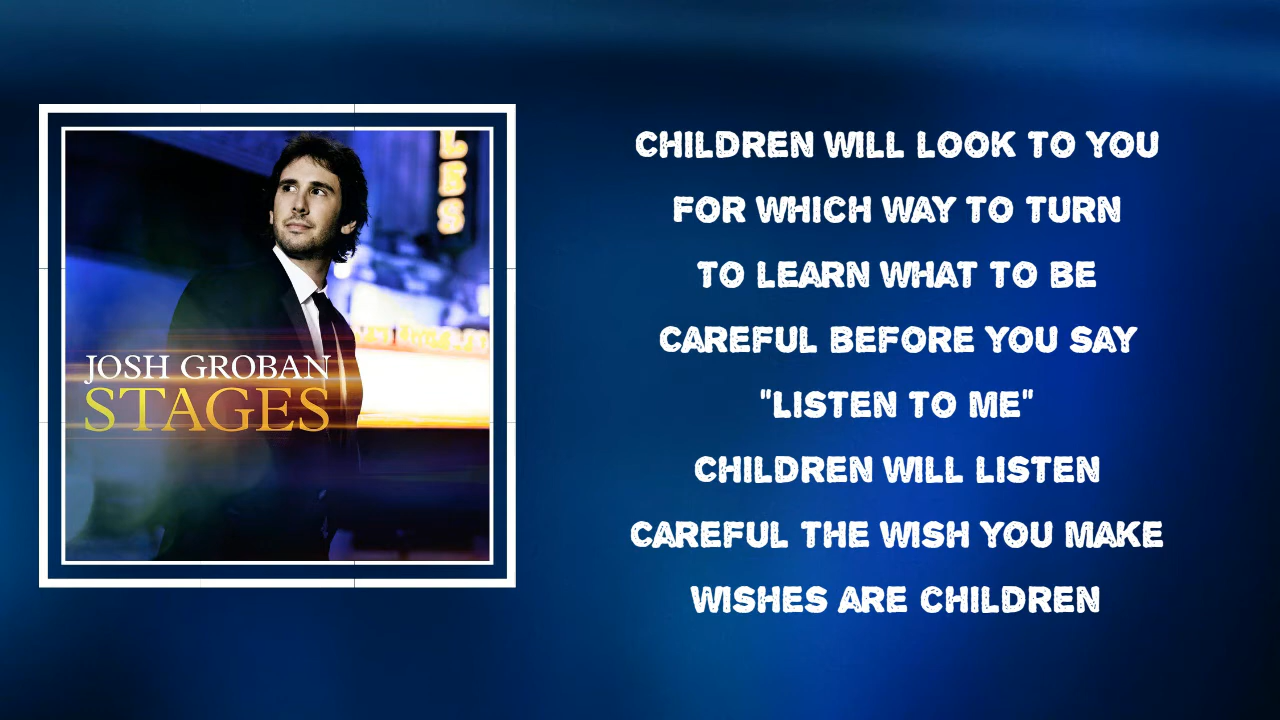 LES
JOSH GROBAN
STAGES
CHILDREN WILL LOOK TO YOU
FOR WHICH WAY TO TURN
TO LEARN WHAT TO BE
CAREFUL BEFORE YOU SAY
"LISTEN TO ME"
CHILDREN WILL LISTEN
CAREFUL THE WISH YOU MAKE
WISHES ARE CHILDREN